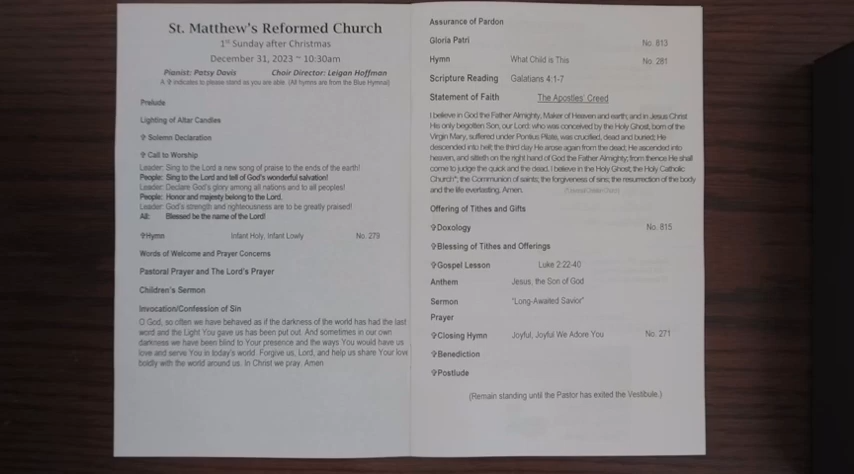 St. Matthew's Reformed Church
1st Sunday after Christmas
December 31, 2023 ~ 10:30am
Pianist: Patsy Davis Choir Director: Leigan Hoffman
A ✞ indicates to please stand as you are able. (All hymns are from the Blue Hymnal)
Prelude
Lighting of Altar Candles
✞ Solemn Declaration
✞ Call to Worship
Leader: Sing to the Lord a new song of praise to the ends of the earth!
People: Sing to the Lord and tell of God's wonderful salvation!
Leader: Declare God's glory among all nations and to all peoples!
People: Honor and majesty belong to the Lord.
Leader: God's strength and righteousness are to be greatly praised!
All: Blessed be the name of the Lord!
✞Hymn Infant Holy, Infant Lowly No. 279
Words of Welcome and Prayer Concerns
Pastoral Prayer and The Lord's Prayer
Children's Sermon
Invocation/Confession of Sin
O God, so often we have behaved as if the darkness of the world has had the last
word and the Light You gave us has been put out. And sometimes in our own
darkness we have been blind to Your presence and the ways You would have us
love and serve You in today's world. Forgive us, Lord, and help us share Your love
boldly with the world around us. In Christ we pray. Amen
Assurance of Pardon
Gloria Patri No. 813
Hymn What Child is This No. 281
Scripture Reading Galatians 4:1-7
Statement of Faith The Apostles' Creed
I believe in God the Father Almighty, Maker of Heaven and earth; and in Jesus Christ
His only begotten Son, our Lord: who was conceived by the Holy Ghost, born of the
Virgin Mary, suffered under Pontius Pilate, was crucified, dead and buried; He
descended into hell; the third day He arose again from the dead; He ascended into
heaven, and sitteth on the right hand of God the Father Almighty; from thence He shall
come to judge the quick and the dead. I believe in the Holy Ghost; the Holy Catholic
Church*; the Communion of saints; the forgiveness of sins; the resurrection of the body
and the life everlasting. Amen.
Offering of Tithes and Gifts
✞Doxology No. 815
✞Blessing of Tithes and Offerings
✞Gospel Lesson Luke 2:22-40
Anthem Jesus, the Son of God
Sermon "Long-Awaited Savior"
Prayer
✞Closing Hymn Joyful, Joyful We Adore You No. 271
✞Benediction
✞Postlude
(Remain standing until the Pastor has exited the Vestibule.)